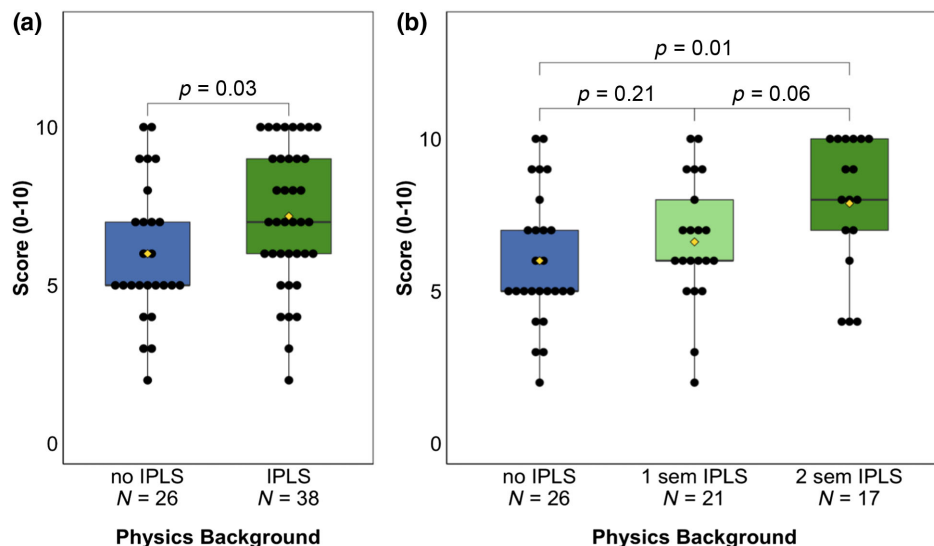 (a)
p = 0.03
10
5
0
Score (0-10)
no IPLS
N = 26
IPLS
N = 38
Physics Background
(b)
p = 0.01
p = 0.21
p = 0.06
10
5
0
Score (0-10)
no IPLS
N = 26
1 sem IPLS
N = 21
2 sem IPLS
N = 17
Physics Background